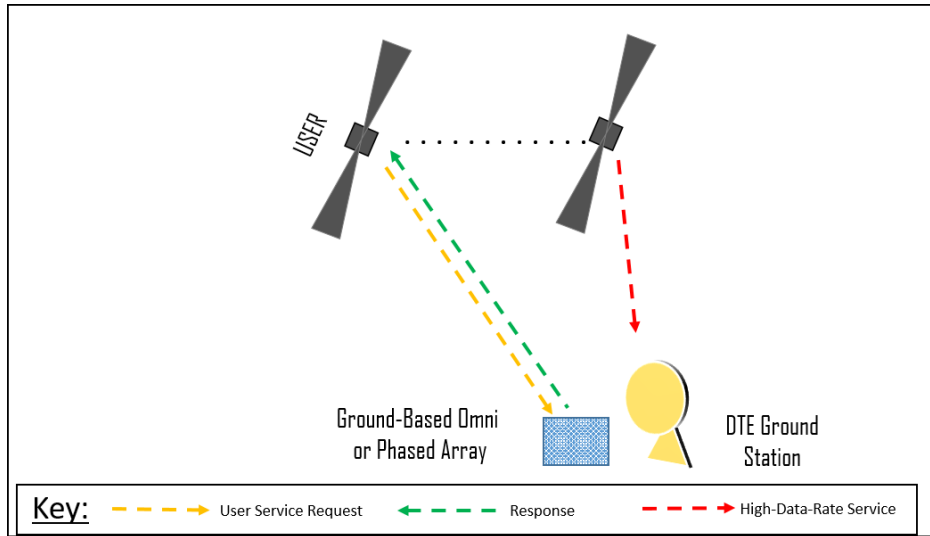 USER
Ground-Based Omni
or Phased Array
DTE Ground
Station
Key:
User Service Request
Response
High-Data-Rate Service